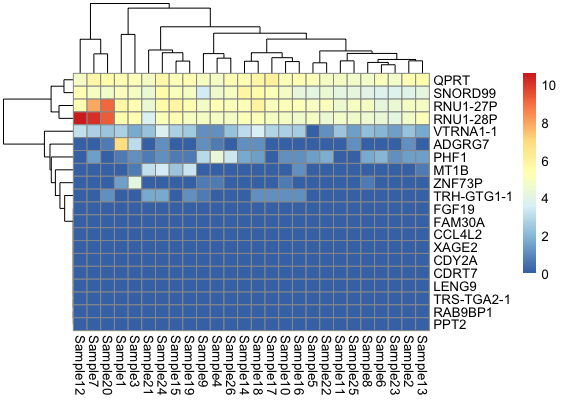 QPRT
SNORD99
RNU1-27P
RNU1-28P
VTRNA1-1
ADGRG7
PHF1
MT1B
ZNF73P
TRH-GTG1-1
FGF19
FAM30A
CCL4L2
XAGE2
CDY2A
CDRT7
LENG9
TRS-TGA2-1
RAB9BP1
PPT2
10
8
6
4
2
0
Sample12
Sample7
Sample20
Sample1
Sample3
Sample21
Sample24
Sample15
Sample19
Sample9
Sample4
Sample26
Sample14
Sample18
Sample17
Sample10
Sample16
Sample5
Sample22
Sample11
Sample25
Sample8
Sample6
Sample23
Sample2
Sample13